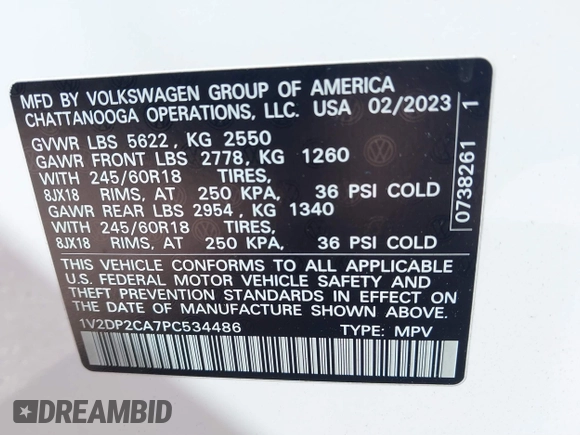 MFD BY VOLKSWAGEN GROUP OF AMERICA
CHATTANOOGA OPERATIONS, LLC. USA 02/2023
GVWR LBS 5622, KG 2550
GAWR FRONT LBS 2778, KG 1260
WITH 245/60R18 TIRES,
8JX18 RIMS, AT 250 KPA, 36 PSI COLD
GAWR REAR LBS 2954, KG 1340
WITH 245/60R18 TIRES,
8JX18 RIMS, AT 250 KPA, 36 PSI COLD
THIS VEHICLE CONFORMS TO ALL APPLICABLE
U.S. FEDERAL MOTOR VEHICLE SAFETY AND
THEFT PREVENTION STANDARDS IN EFFECT ON
THE DATE OF MANUFACTURE SHOWN ABOVE.
1V2DP2CA7PC534486 TYPE: MPV
0738261 1
DREAMBID